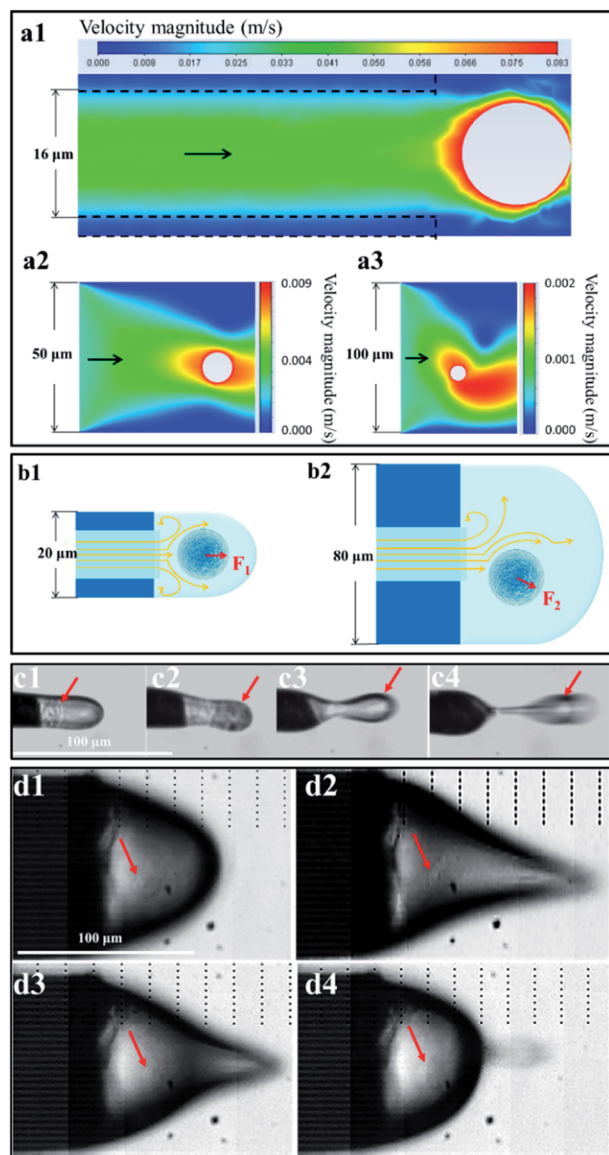 a1
Velocity magnitude (m/s)
0.000 0.008 0.017 0.025 0.033 0.041 0.050 0.058 0.066 0.075 0.083
16 μm
a2
a3
50 μm
0.009
0.004
0.000
Velocity magnitude (m/s)
100 μm
0.002
0.001
0.000
Velocity magnitude (m/s)
b1
b2
20 μm
F1
80 μm
F2
c1
c2
c3
c4
100 μm
d1
d2
100 μm
d3
d4